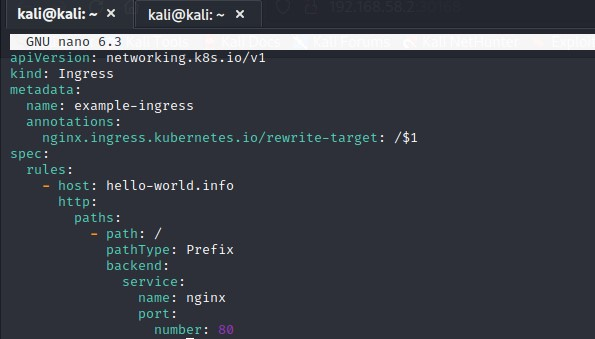 kali@kali: ~ ×
kali@kali: ~ ×
192.168.58.2
GNU nano 6.3
apiVersion: networking.k8s.io/v1
kind: Ingress
metadata:
  name: example-ingress
  annotations:
    nginx.ingress.kubernetes.io/rewrite-target: /$1
spec:
  rules:
    - host: hello-world.info
      http:
        paths:
          - path: /
            pathType: Prefix
            backend:
              service:
                name: nginx
                port:
                  number: 80